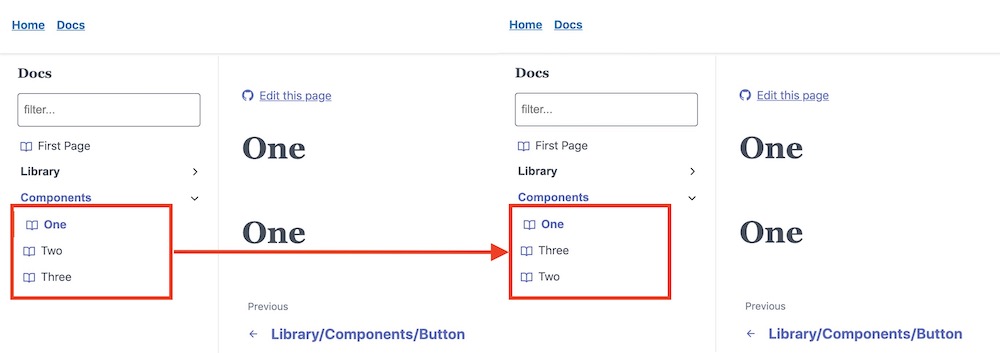 Home Docs
Docs
filter...
First Page
Library
Components
One
Two
Three
Edit this page
One
One
Previous
← Library/Components/Button
Home Docs
Docs
filter...
First Page
Library
Components
One
Three
Two
Edit this page
One
One
Previous
← Library/Components/Button